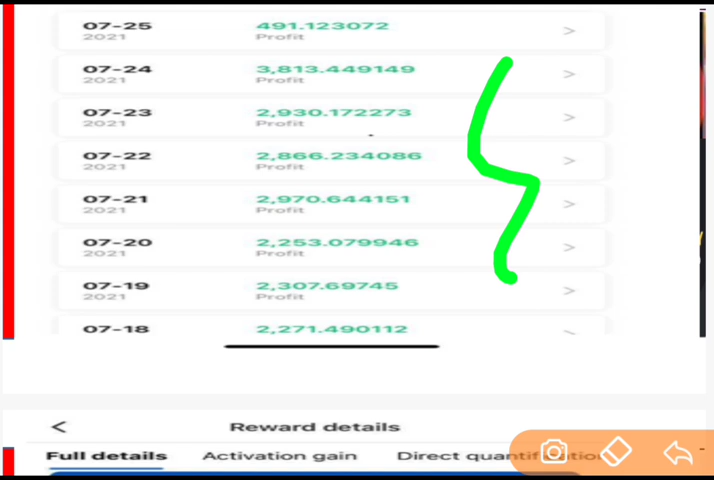 07-25 491.123072 >
2021 Profit
07-24 3,813.449149 >
2021 Profit
07-23 2,930.172273 >
2021 Profit
07-22 2,866.234086 >
2021 Profit
07-21 2,970.644151 >
2021 Profit
07-20 2,253.079946 >
2021 Profit
07-19 2,307.69745 >
2021 Profit
07-18 2,271.490112
< Reward details
Full details Activation gain Direct quantification